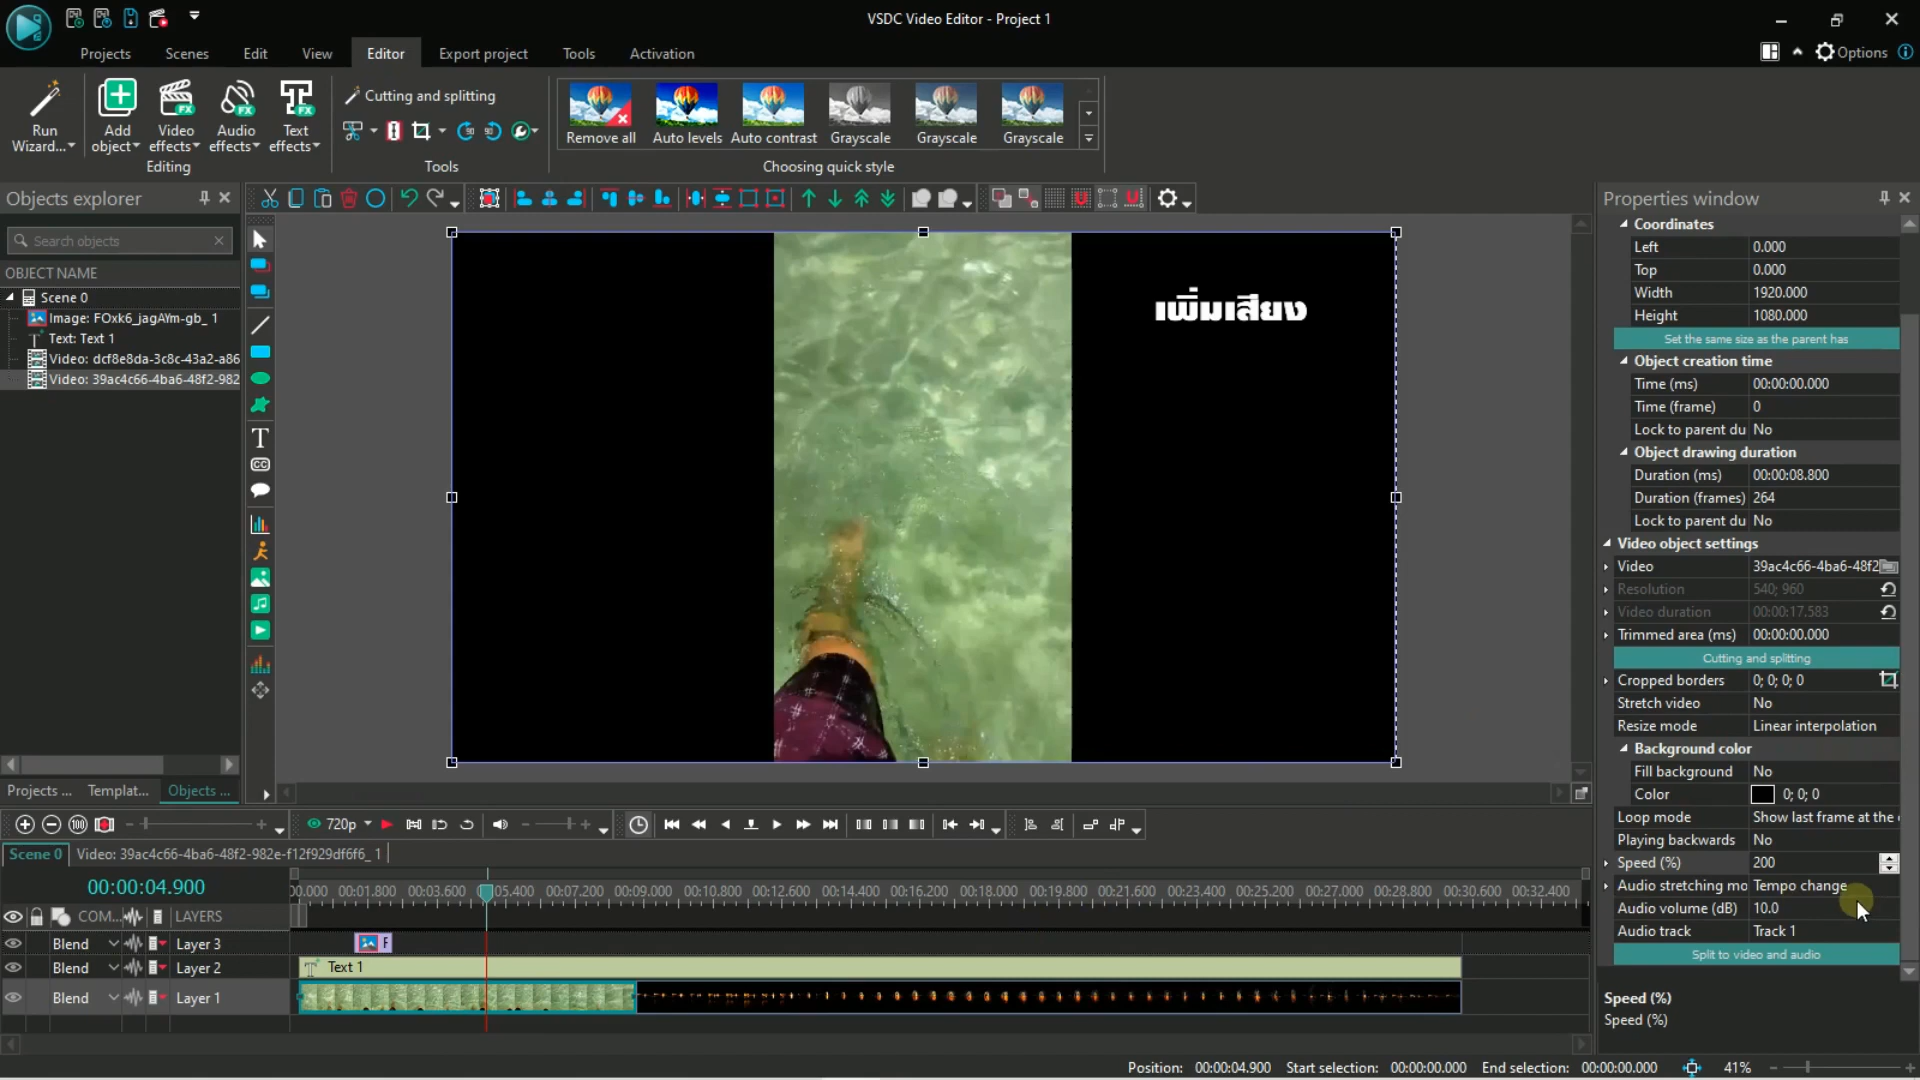 VSDC Video Editor - Project 1
Projects Scenes Edit View Editor Export project Tools Activation
Options
Run Wizard...
Add object
Video effects
Audio effects
Text effects
Editing
Cutting and splitting
Tools
Remove all Auto levels Auto contrast Grayscale Grayscale Grayscale
Choosing quick style
Objects explorer
Search objects
OBJECT NAME
Scene 0
Image: FOxk6_jagAYm-gb_ 1
Text: Text 1
Video: dcf8e8da-3c8c-43a2-a86
Video: 39ac4c66-4ba6-48f2-982
Projects ... Templat... Objects ...
เพิ่มเสียง
Properties window
Coordinates
Left 0.000
Top 0.000
Width 1920.000
Height 1080.000
Set the same size as the parent has
Object creation time
Time (ms) 00:00:00.000
Time (frame) 0
Lock to parent du No
Object drawing duration
Duration (ms) 00:00:08.800
Duration (frames) 264
Lock to parent du No
Video object settings
Video 39ac4c66-4ba6-48f2
Resolution 540; 960
Video duration 00:00:17.583
Trimmed area (ms) 00:00:00.000
Cutting and splitting
Cropped borders 0; 0; 0; 0
Stretch video No
Resize mode Linear interpolation
Background color
Fill background No
Color 0; 0; 0
Loop mode Show last frame at the
Playing backwards No
Speed (%) 200
Audio stretching mo Tempo change
Audio volume (dB) 10.0
Audio track Track 1
Split to video and audio
Speed (%)
Speed (%)
720p
Scene 0 Video: 39ac4c66-4ba6-48f2-982e-f12f929df6f6_ 1
00:00:04.900
00.000 00:01.800 00:03.600 05.400 00:07.200 00:09.000 00:10.800 00:12.600 00:14.400 00:16.200 00:18.000 00:19.800 00:21.600 00:23.400 00:25.200 00:27.000 00:28.800 00:30.600 00:32.400
COM... LAYERS
Blend Layer 3 F
Blend Layer 2 Text 1
Blend Layer 1
Position: 00:00:04.900 Start selection: 00:00:00.000 End selection: 00:00:00.000 41%